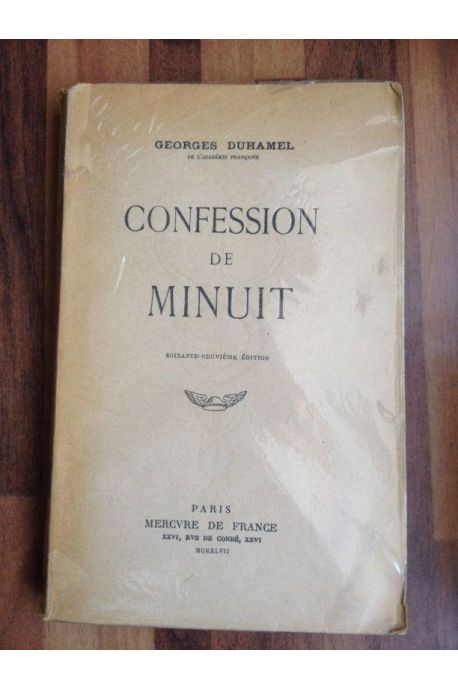 GEORGES DUHAMEL
DE L'ACADÉMIE FRANÇAISE
CONFESSION
DE
MINUIT
SOIXANTE-NEUVIÈME ÉDITION
PARIS
MERCVRE DE FRANCE
XXVI, RVE DE CONDÉ, XXVI
MCMXLVII